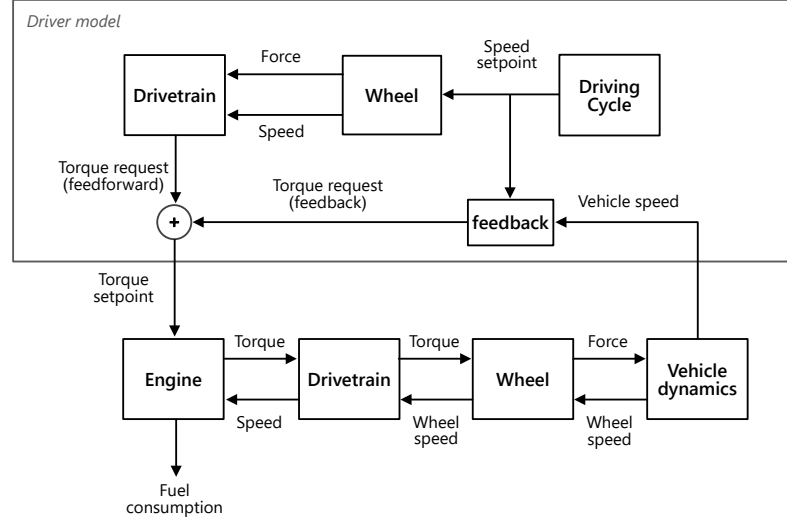 Driver model
Force
Speed
setpoint
Drivetrain
Wheel
Driving
Cycle
Speed
Torque request
(feedforward)
Torque request
(feedback)
+
feedback
Vehicle speed
Torque
setpoint
Torque
Torque
Force
Engine
Drivetrain
Wheel
Vehicle
dynamics
Speed
Wheel
speed
Wheel
speed
Fuel
consumption